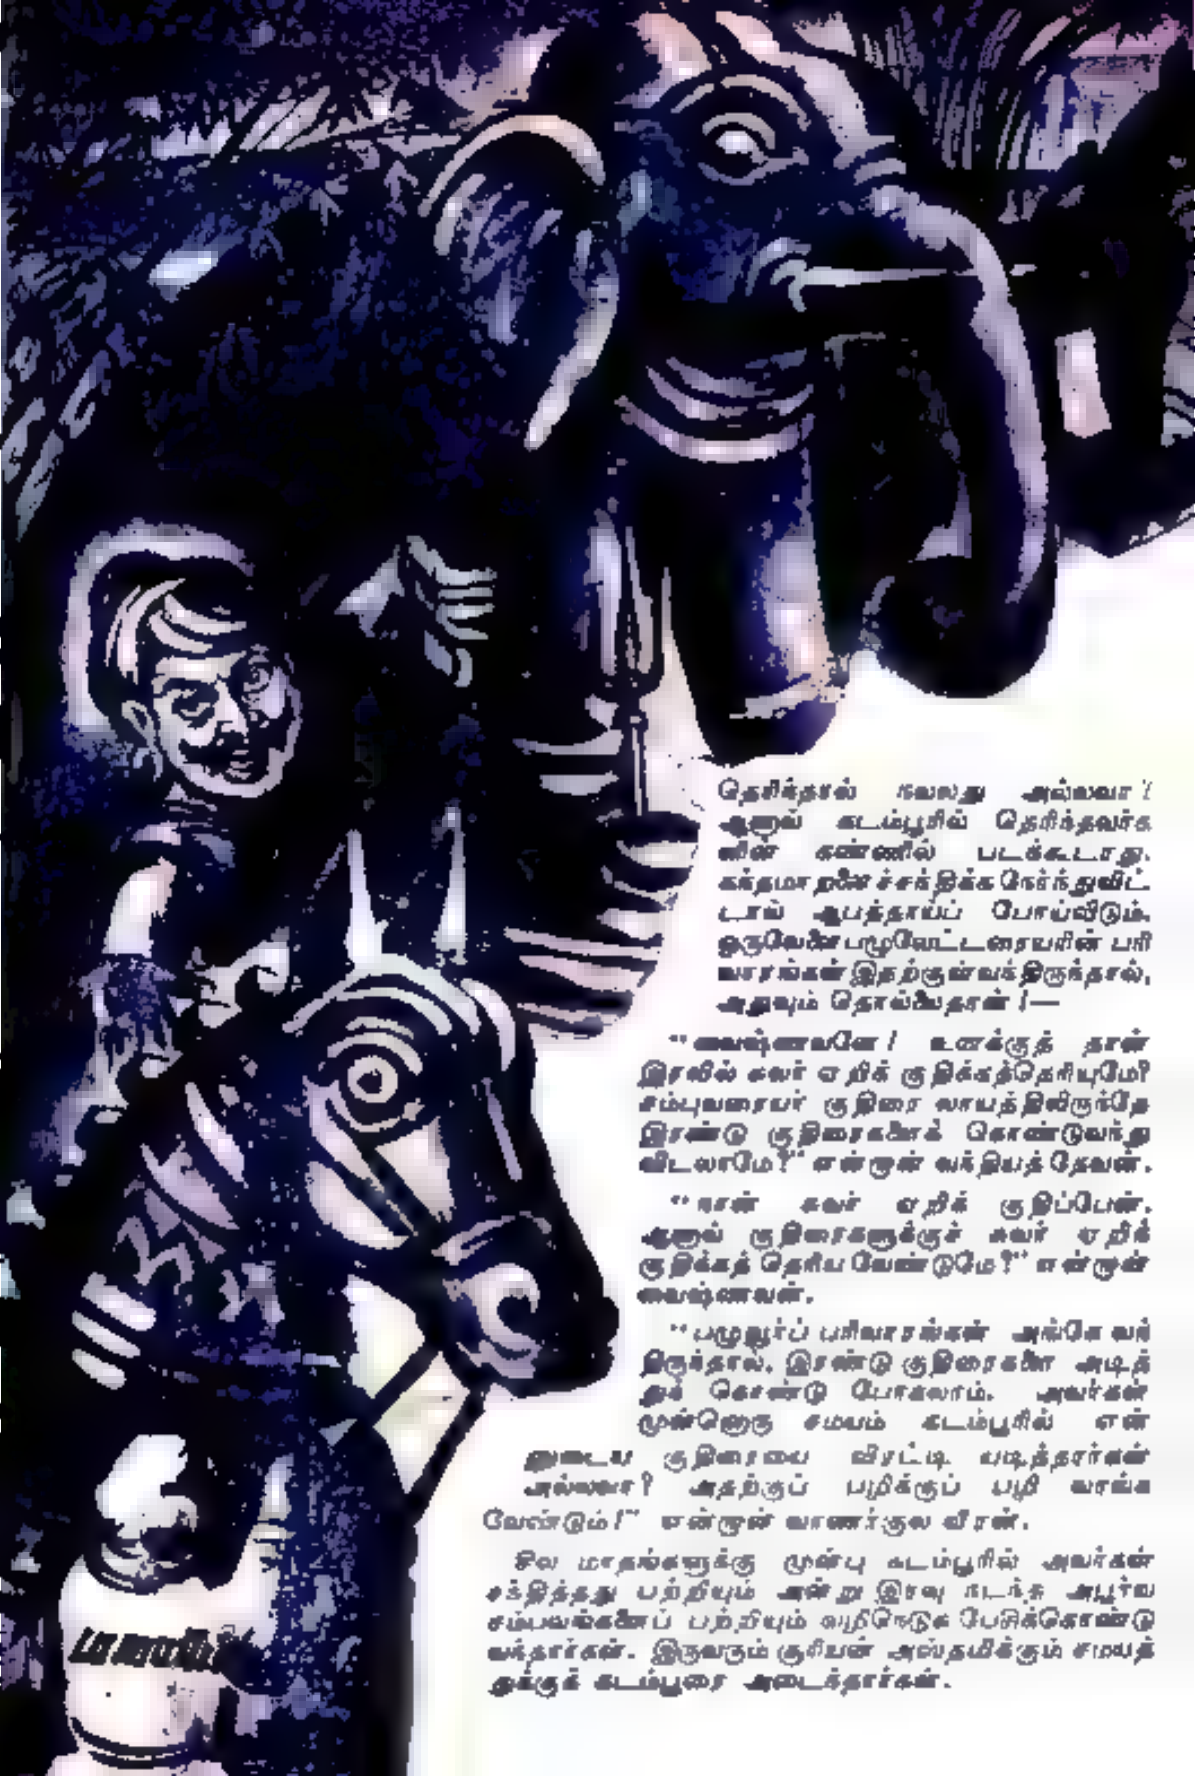 தெரிந்தால் நல்லது அல்லவா!
ஆனால் கடம்பூரில் தெரிந்தவர்க
ளின் கண்ணில் படக்கூடாது.
கந்தமாறனைச்சந்திக்க நேர்ந்துவிட்
டால் ஆபத்தாய்ப் போய்விடும்.
ஒருவேளை பழுவேட்டரையரின் பரி
வாரங்கள் இதற்குள் வந்திருந்தால்,
அதுவும் தொல்லைதான்!—
“வைஷ்ணவனே! உனக்குத் தான்
இரவில் சுவர் ஏறிக் குதிக்கத்தெரியுமே?
சம்புவரையர் குதிரை லாயத்திலிருந்தே
இரண்டு குதிரைகளைக் கொண்டுவந்து
விடலாமே?” என்றான் வந்தியத்தேவன்.
“நான் சுவர் ஏறிக் குதிப்பேன்.
ஆனால் குதிரைகளுக்குச் சுவர் ஏறிக்
குதிக்கத் தெரிய வேண்டுமே?” என்றான்
வைஷ்ணவன்.
“பழுவூர்ப் பரிவாரங்கள் அங்கே வந்
திருந்தால், இரண்டு குதிரைகளை அடித்
துக் கொண்டு போகலாம். அவர்கள்
முன்னொரு சமயம் கடம்பூரில் என்
னுடைய குதிரையை விரட்டி யடித்தார்கள்
அல்லவா? அதற்குப் பழிக்குப் பழி வாங்க
வேண்டும்!” என்றான் வாணர்குல வீரன்.
சில மாதங்களுக்கு முன்பு கடம்பூரில் அவர்கள்
சந்தித்தது பற்றியும் அன்று இரவு நடந்த அபூர்வ
சம்பவங்களைப் பற்றியும் வழிநெடுக பேசிக்கொண்டு
வந்தார்கள். இருவரும் சூரியன் அஸ்தமிக்கும் சமயத்
துக்குக் கடம்பூரை அடைந்தார்கள்.